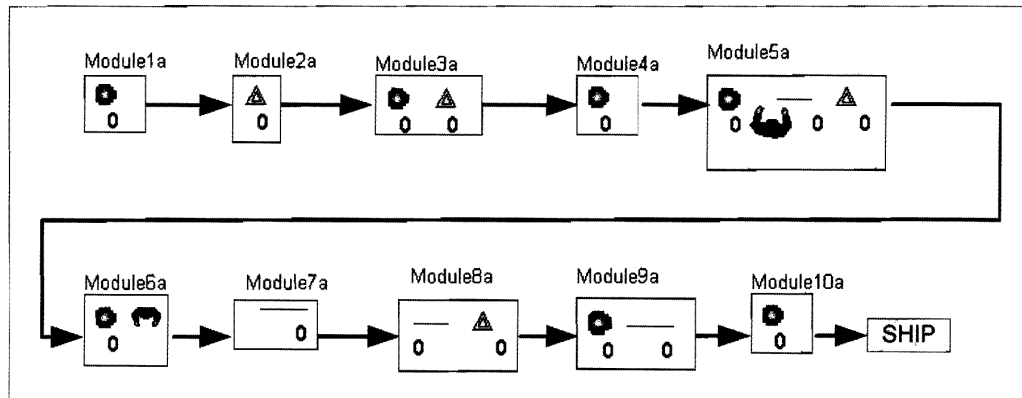 Module1a
0
Module2a
0
Module3a
0 0
Module4a
0
Module5a
0 0 0
Module6a
0
Module7a
0
Module8a
0 0
Module9a
0 0
Module10a
0
SHIP